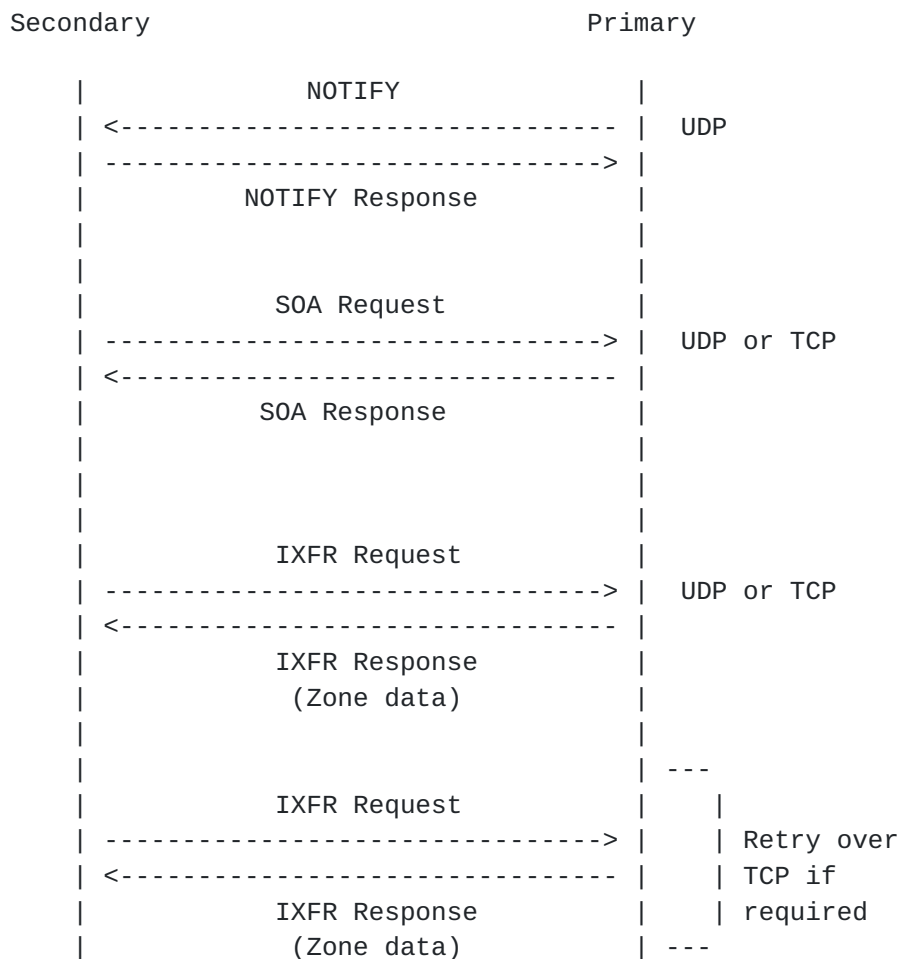 Secondary                            Primary

    |              NOTIFY               |
    | <-------------------------------- |  UDP
    | --------------------------------> |
    |          NOTIFY Response          |
    |                                   |
    |                                   |
    |            SOA Request            |
    | --------------------------------> |  UDP or TCP
    | <-------------------------------- |
    |           SOA Response            |
    |                                   |
    |                                   |
    |                                   |
    |            IXFR Request           |
    | --------------------------------> |  UDP or TCP
    | <-------------------------------- |
    |            IXFR Response          |
    |             (Zone data)           |
    |                                   |
    |                                   | ---
    |            IXFR Request           |    |
    | --------------------------------> |    | Retry over
    | <-------------------------------- |    | TCP if
    |            IXFR Response          |    | required
    |             (Zone data)           | ---